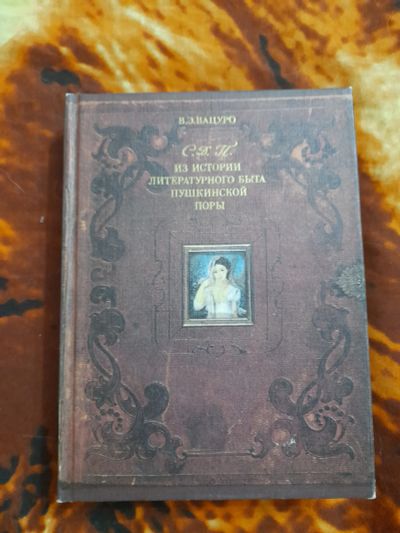 В.Э.ВАЦУРО
С.Д.П.
ИЗ ИСТОРИИ
ЛИТЕРАТУРНОГО БЫТА
ПУШКИНСКОЙ
ПОРЫ